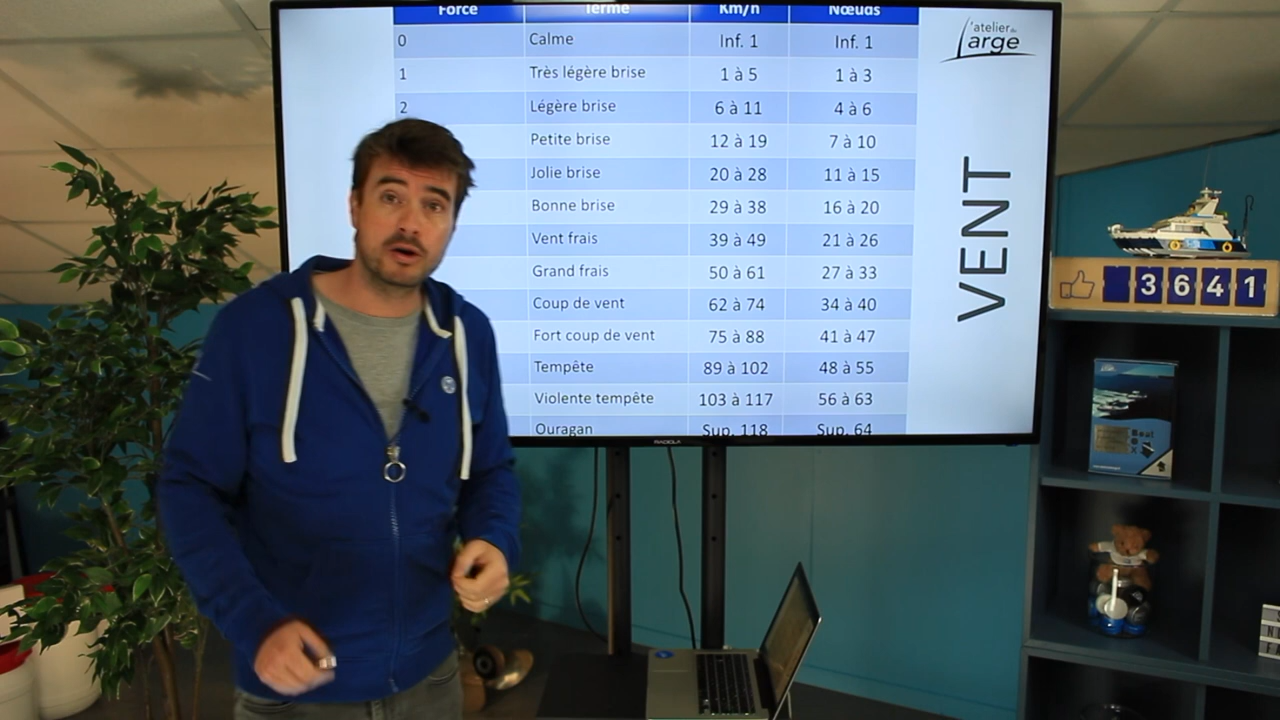 Force Terme Km/h Nœuds
0 Calme Inf. 1 Inf. 1
1 Très légère brise 1 à 5 1 à 3
2 Légère brise 6 à 11 4 à 6
Petite brise 12 à 19 7 à 10
Jolie brise 20 à 28 11 à 15
Bonne brise 29 à 38 16 à 20
Vent frais 39 à 49 21 à 26
Grand frais 50 à 61 27 à 33
Coup de vent 62 à 74 34 à 40
Fort coup de vent 75 à 88 41 à 47
Tempête 89 à 102 48 à 55
Violente tempête 103 à 117 56 à 63
Ouragan Sup. 118 Sup. 64
l'atelier du
large
VENT
RADIOLA
3641
Boat